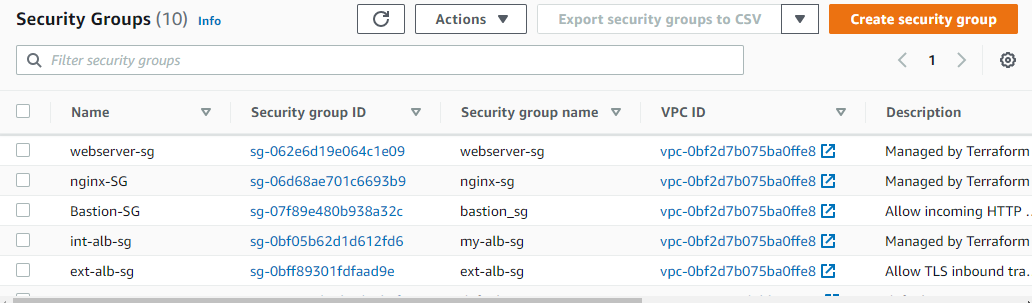 Security Groups (10) Info
Actions
Export security groups to CSV
Create security group
Filter security groups
1
Name Security group ID Security group name VPC ID Description
webserver-sg sg-062e6d19e064c1e09 webserver-sg vpc-0bf2d7b075ba0ffe8 Managed by Terraform
nginx-SG sg-06d68ae701c6693b9 nginx-sg vpc-0bf2d7b075ba0ffe8 Managed by Terraform
Bastion-SG sg-07f89e480b938a32c bastion_sg vpc-0bf2d7b075ba0ffe8 Allow incoming HTTP ...
int-alb-sg sg-0bf05b62d1d612fd6 my-alb-sg vpc-0bf2d7b075ba0ffe8 Managed by Terraform
ext-alb-sg sg-0bff89301fdfaad9e ext-alb-sg vpc-0bf2d7b075ba0ffe8 Allow TLS inbound tra...